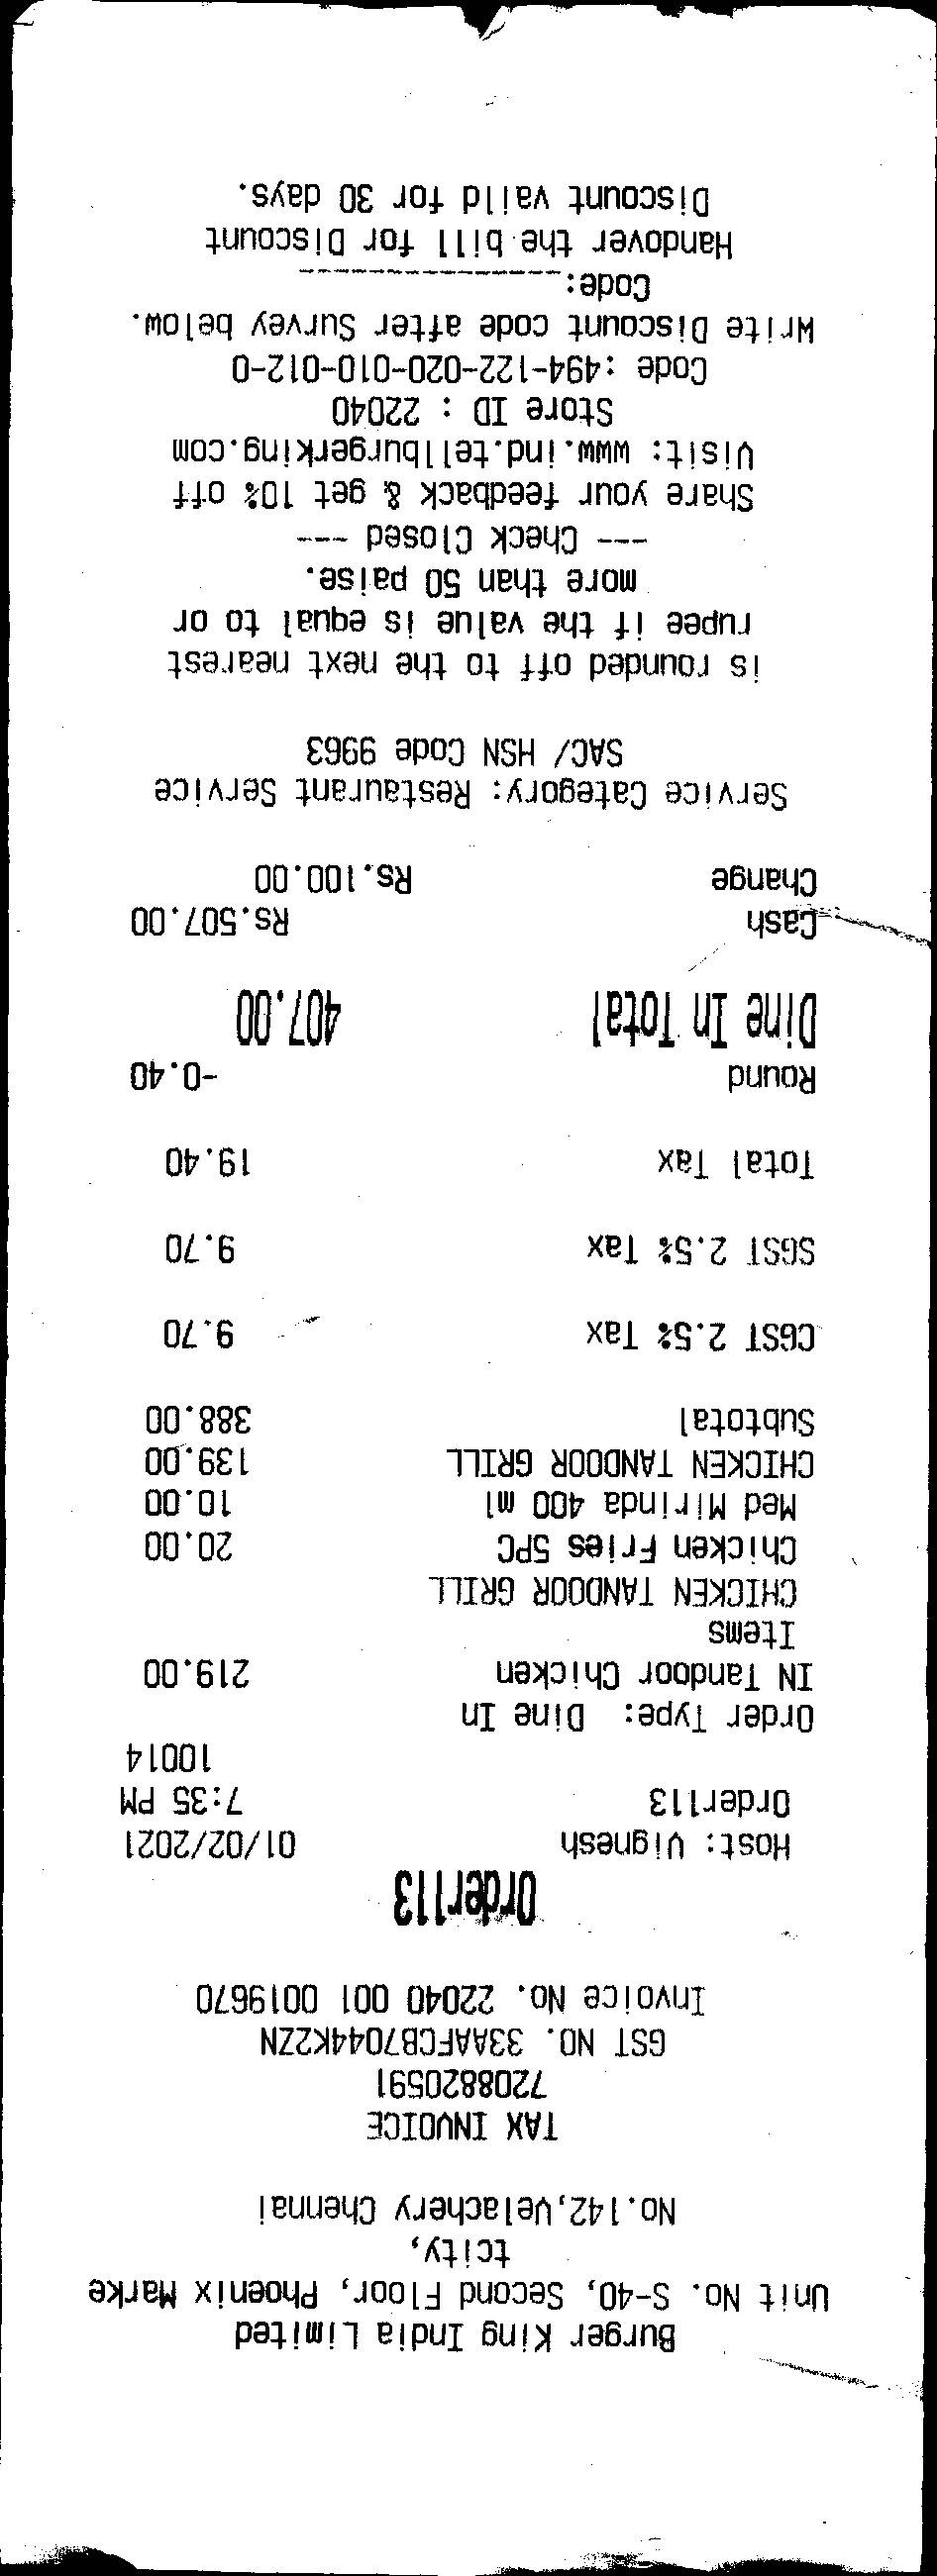 Burger King India Limited
Unit No. S-40, Second Floor, Phoenix Marke
tcity,
No.142,Velachery Chennai
TAX INVOICE
7208820591
GST NO. 33AAFCB7044K2ZN
Invoice No. 22040 001 0019670
Order113
Host: Vignesh 01/02/2021
Order113 7:35 PM
10014
Order Type: Dine In
IN Tandoor Chicken 219.00
Items
CHICKEN TANDOOR GRILL
Chicken Fries 5PC 20.00
Med Mirinda 400 ml 10.00
CHICKEN TANDOOR GRILL 139.00
Subtotal 388.00
CGST 2.5% Tax 9.70
SGST 2.5% Tax 9.70
Total Tax 19.40
Round -0.40
Dine In Total 407.00
Cash Rs.507.00
Change Rs.100.00
Service Category: Restaurant Service
SAC/ HSN Code 9963
is rounded off to the next nearest
rupee if the value is equal to or
more than 50 paise.
--- Check Closed ---
Share your feedback & get 10% off
Visit: www.ind.tellburgerking.com
Store ID : 22040
Code :494-122-020-010-012-0
Write Discount code after Survey below.
Code:_______________
Handover the bill for Discount
Discount valid for 30 days.